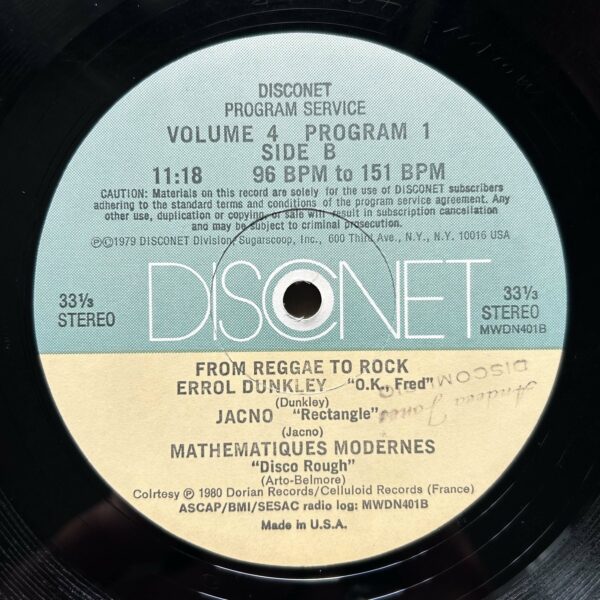 DISCONET
PROGRAM SERVICE
VOLUME 4 PROGRAM 1
SIDE B
11:18 96 BPM to 151 BPM
CAUTION: Materials on this record are solely for the use of DISCONET subscribers
adhering to the standard terms and conditions of the program service agreement. Any
other use, duplication or copying, or sale will result in subscription cancellation
and may be subject to criminal prosecution.
℗©1979 DISCONET Division, Sugarscoop, Inc., 600 Third Ave., N.Y., N.Y. 10016 USA
DISCONET
33⅓
STEREO
33⅓
STEREO
MWDN401B
FROM REGGAE TO ROCK
ERROL DUNKLEY "O.K., Fred"
(Dunkley)
JACNO "Rectangle"
(Jacno)
MATHEMATIQUES MODERNES
"Disco Rough"
(Arto-Belmore)
Colrtesy ℗ 1980 Dorian Records/Celluloid Records (France)
ASCAP/BMI/SESAC radio log: MWDN401B
Made in U.S.A.